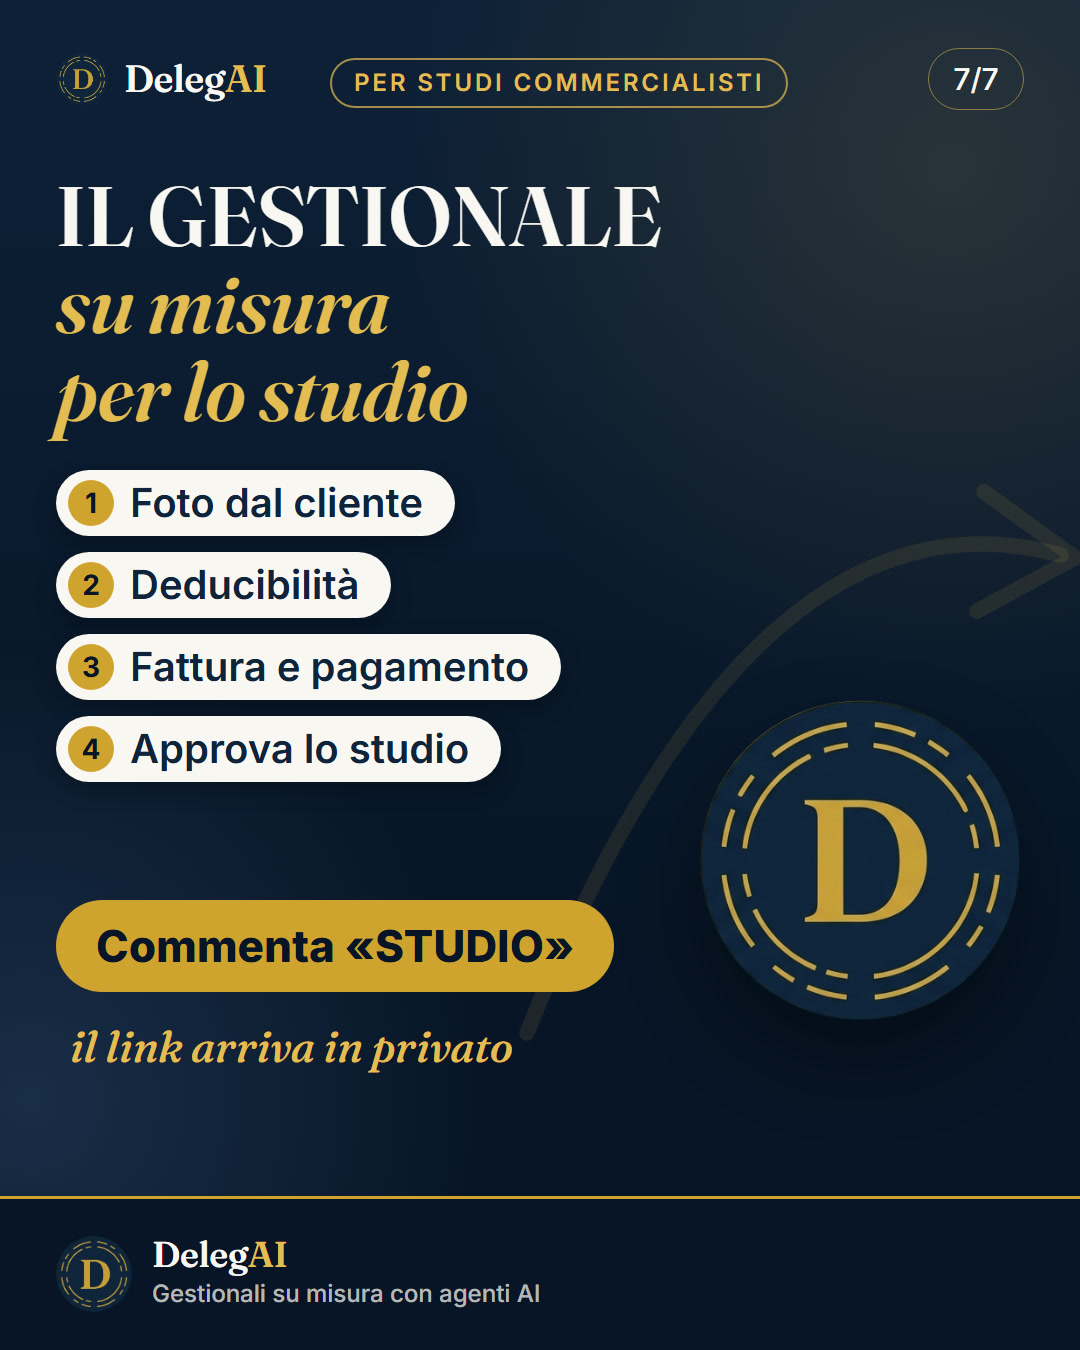 D DelegAI
PER STUDI COMMERCIALISTI
7/7
IL GESTIONALE
su misura
per lo studio
1 Foto dal cliente
2 Deducibilità
3 Fattura e pagamento
4 Approva lo studio
D
Commenta «STUDIO»
il link arriva in privato
D DelegAI
Gestionali su misura con agenti AI